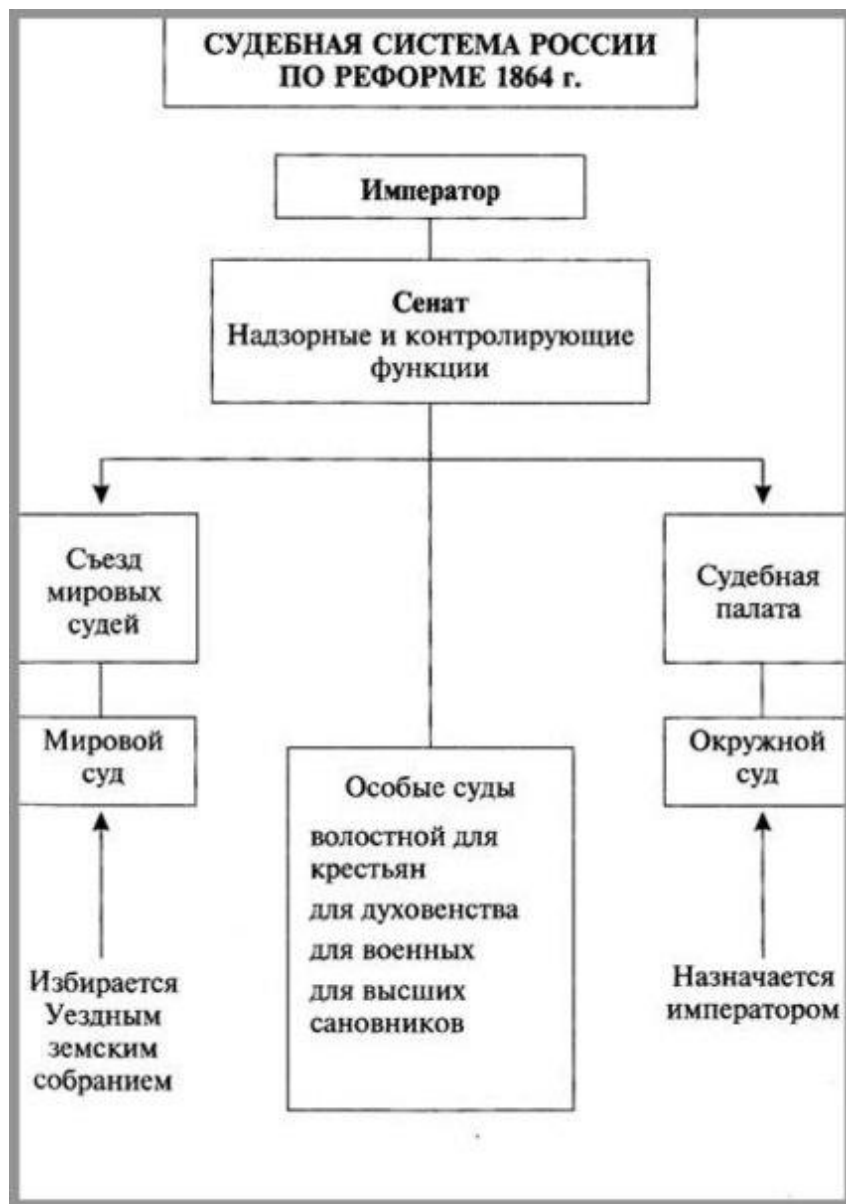 СУДЕБНАЯ СИСТЕМА РОССИИ
ПО РЕФОРМЕ 1864 г.
Император
Сенат
Надзорные и контролирующие
функции
Съезд
мировых
судей
Судебная
палата
Мировой
суд
Окружной
суд
Особые суды
волостной для
крестьян
для духовенства
для военных
для высших
сановников
Избирается
Уездным
земским
собранием
Назначается
императором